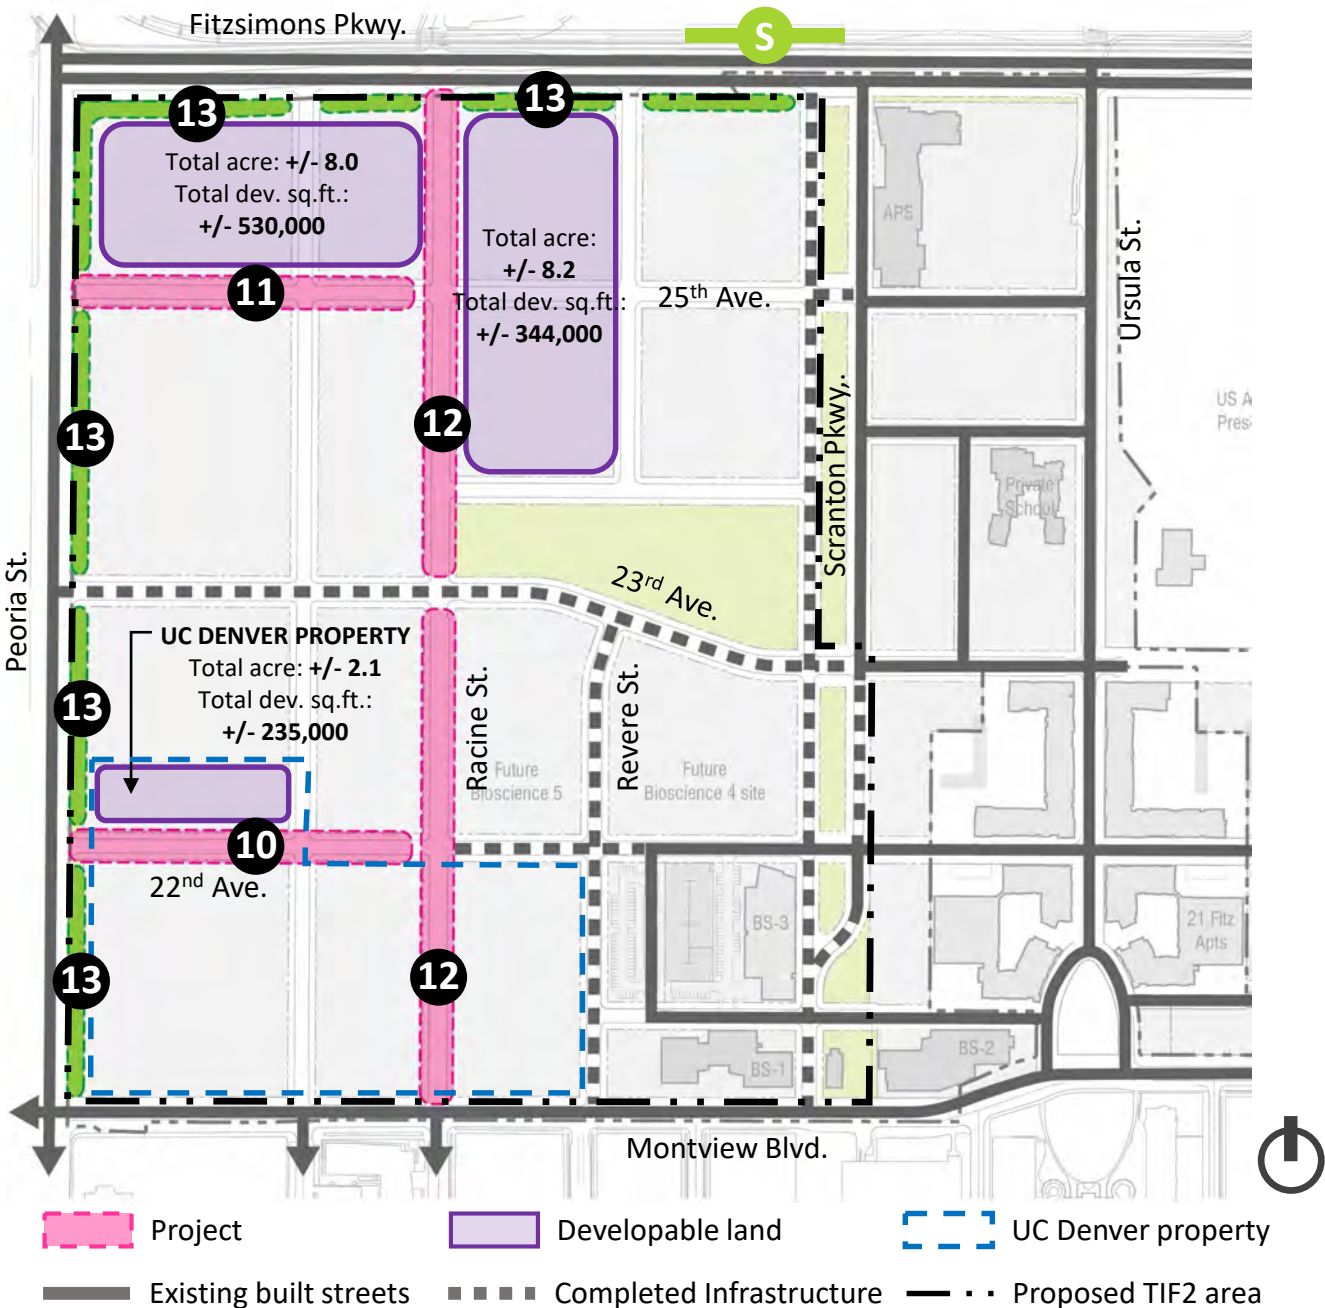 Fitzsimons Pkwy.
S
13
13
Total acre: +/- 8.0
Total dev. sq.ft.:
+/- 530,000
APS
Total acre:
+/- 8.2
Total dev. sq.ft.:
+/- 344,000
25th Ave.
Ursula St.
11
US A
Pres
13
12
Scranton Pkwy,.
Private
School
Peoria St.
23rd Ave.
UC DENVER PROPERTY
Total acre: +/- 2.1
Total dev. sq.ft.:
+/- 235,000
13
Racine St.
Revere St.
Future
Bioscience 5
Future
Bioscience 4 site
10
22nd Ave.
BS-3
21 Fitz
Apts
13
12
BS-1
BS-2
Montview Blvd.
Project
Developable land
UC Denver property
Existing built streets
Completed Infrastructure
Proposed TIF2 area